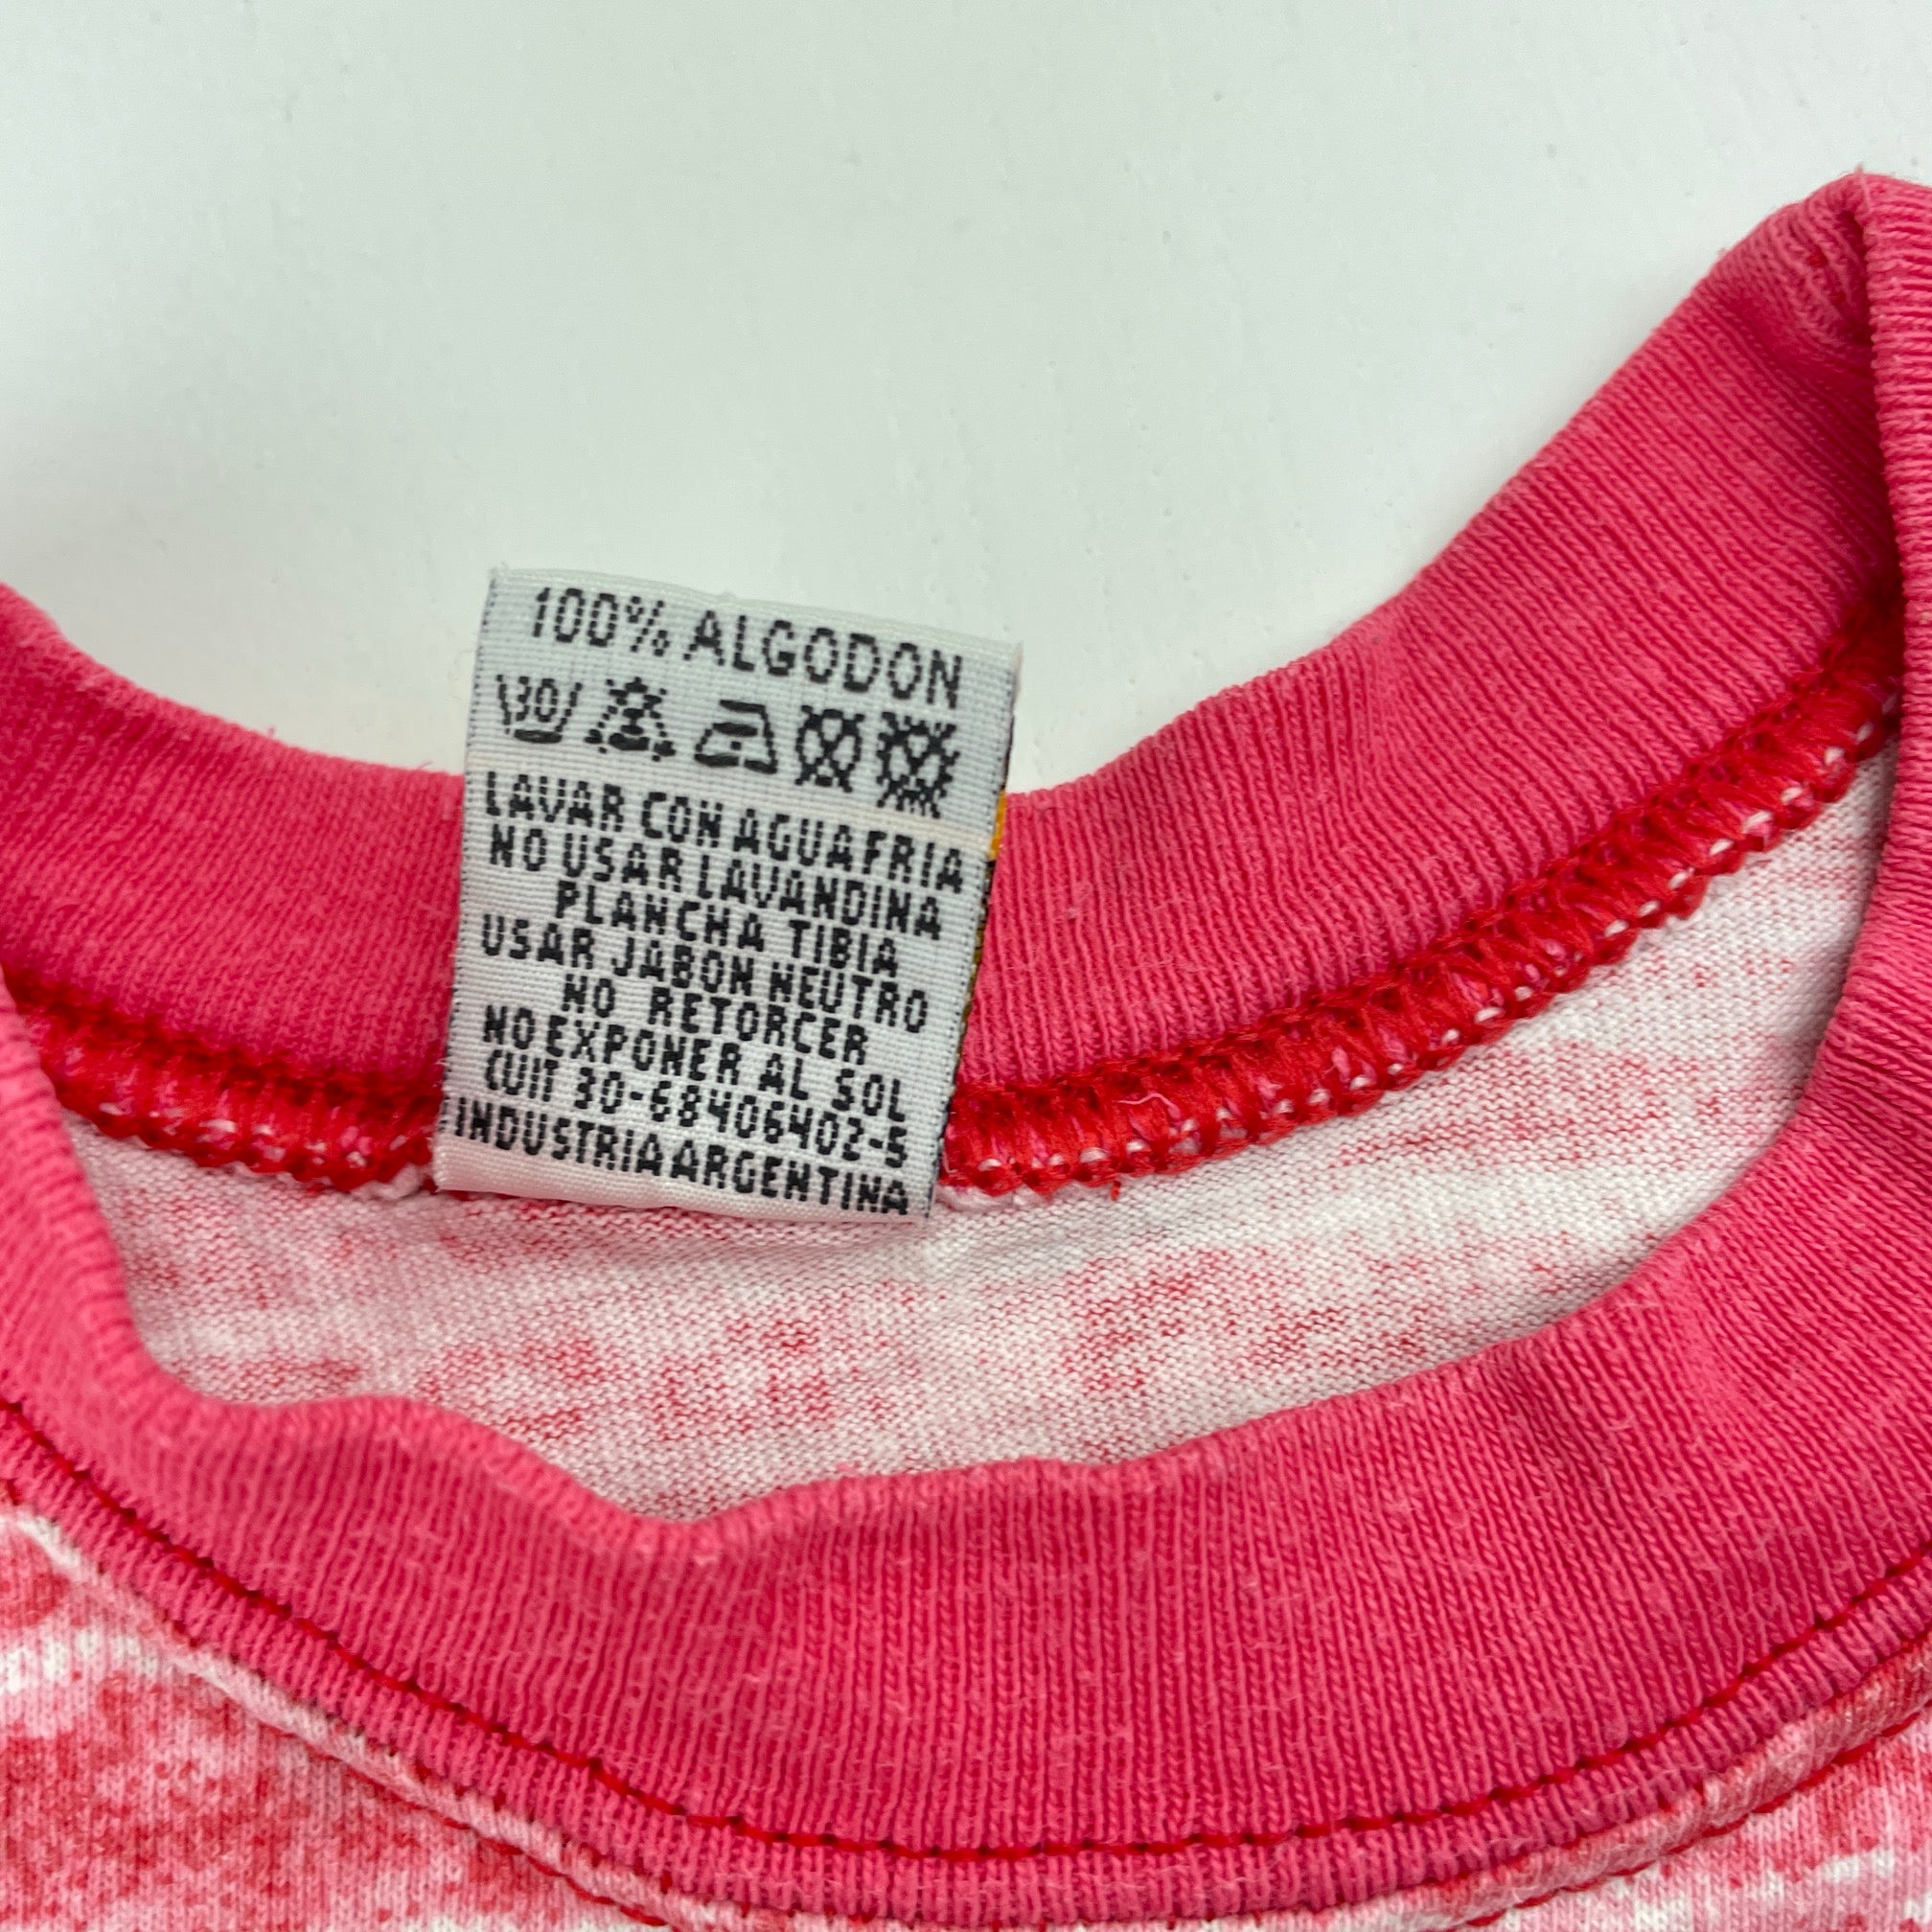 100% ALGODON
30
LAVAR CON AGUA FRIA
NO USAR LAVANDINA
PLANCHA TIBIA
USAR JABON NEUTRO
NO RETORCER
NO EXPONER AL SOL
CUIT 30-68406402-5
INDUSTRIA ARGENTINA